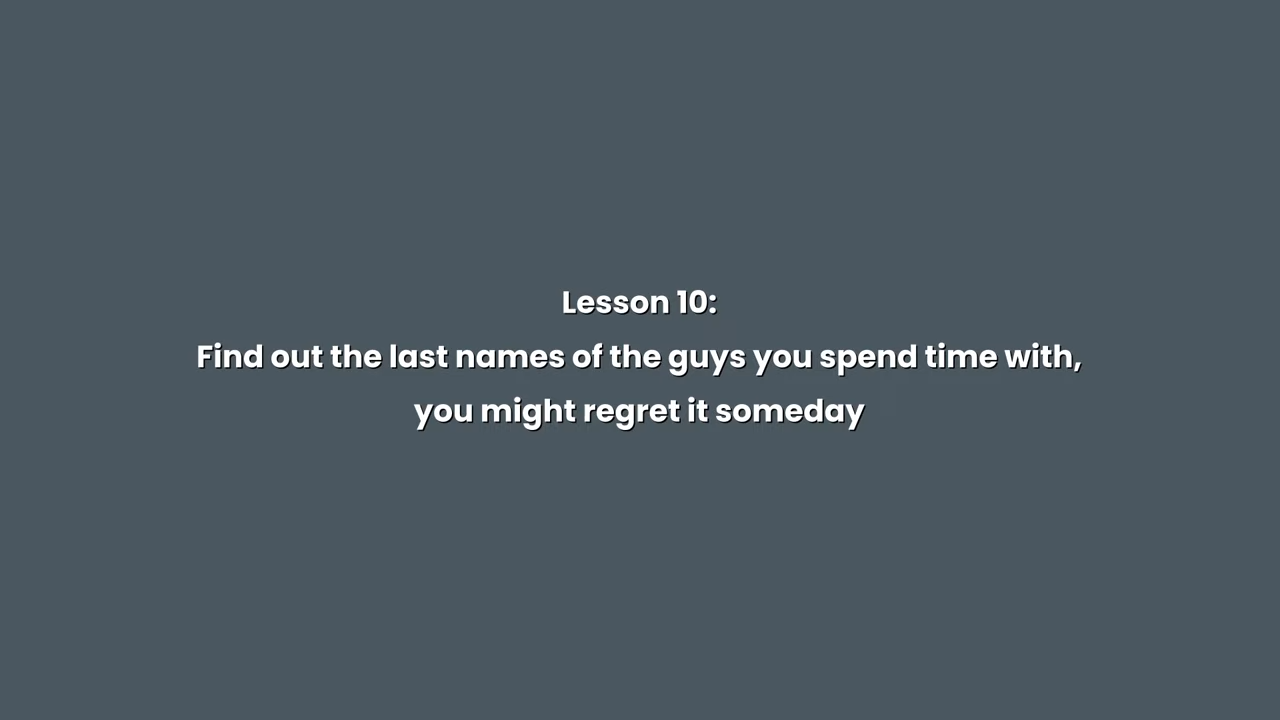 Lesson 10:
Find out the last names of the guys you spend time with,
you might regret it someday